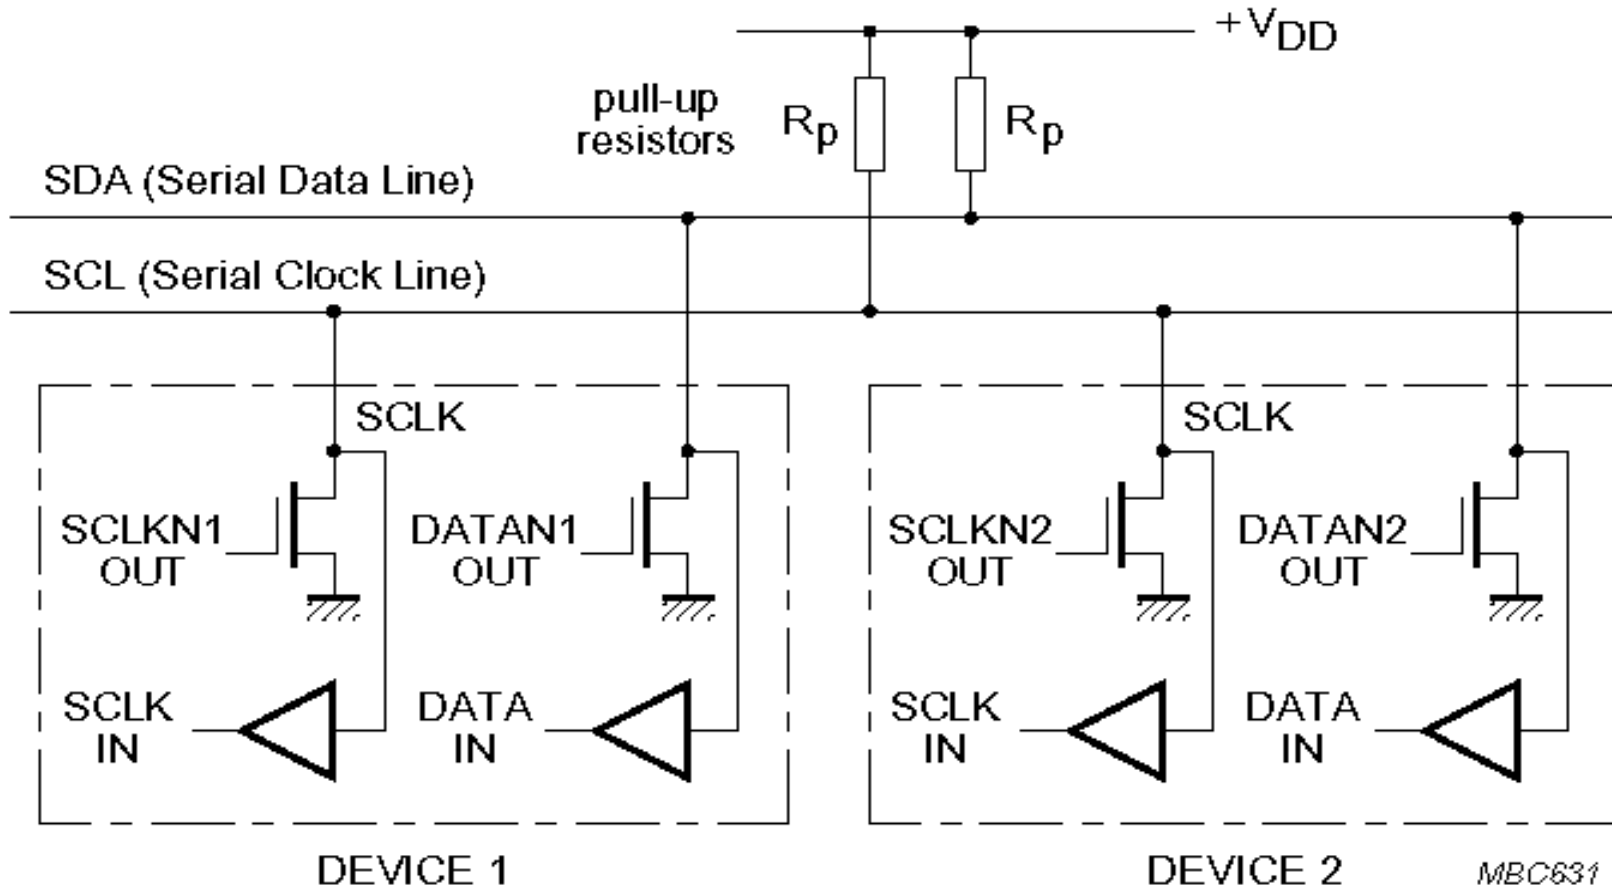 +VDD
pull-up
resistors
Rp
Rp
SDA (Serial Data Line)
SCL (Serial Clock Line)
SCLK
SCLK
SCLKN1
OUT
DATAN1
OUT
SCLKN2
OUT
DATAN2
OUT
SCLK
IN
DATA
IN
SCLK
IN
DATA
IN
DEVICE 1
DEVICE 2
MBC631